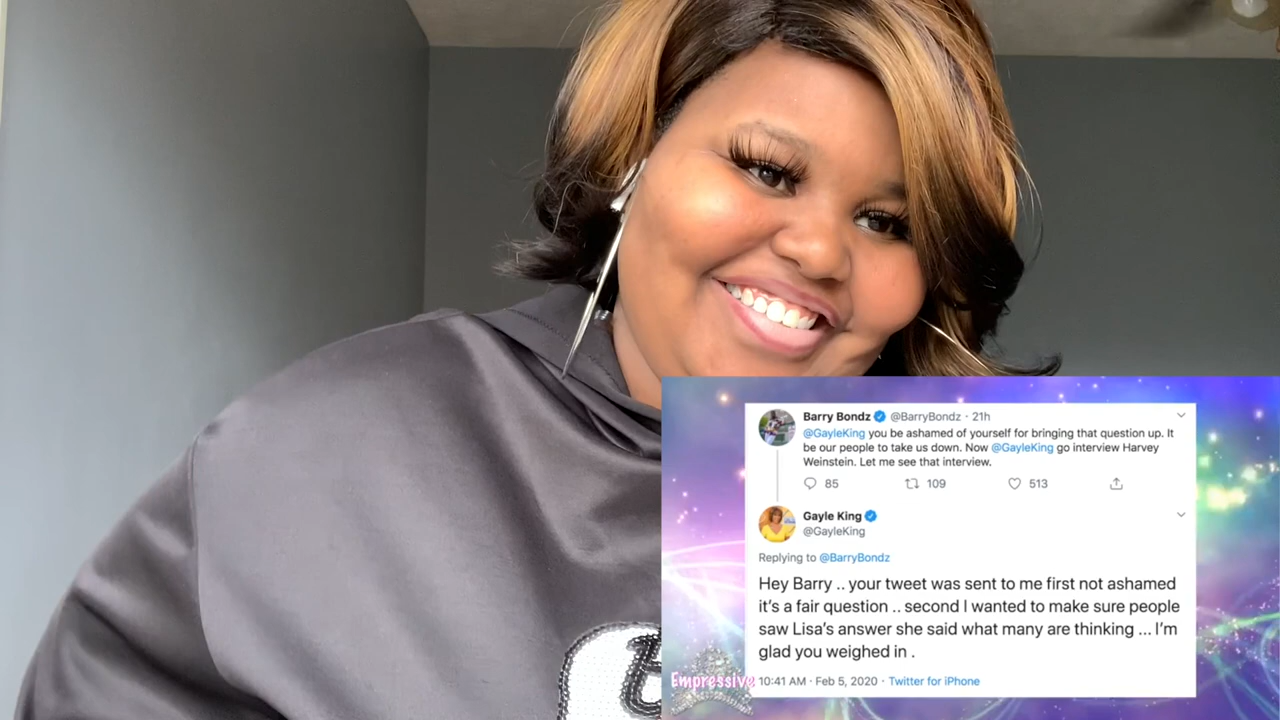 Barry Bondz @BarryBondz · 21h
@GayleKing you be ashamed of yourself for bringing that question up. It
be our people to take us down. Now @GayleKing go interview Harvey
Weinstein. Let me see that interview.
85 109 513
Gayle King
@GayleKing
Replying to @BarryBondz
Hey Barry .. your tweet was sent to me first not ashamed
it's a fair question .. second I wanted to make sure people
saw Lisa's answer she said what many are thinking ... I'm
glad you weighed in .
10:41 AM · Feb 5, 2020 · Twitter for iPhone
Empressive